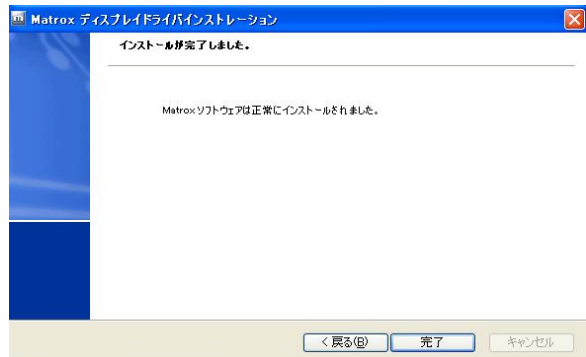 Matrox ディスプレイドライバインストレーション
インストールが完了しました。
Matroxソフトウェアは正常にインストールされました。
< 戻る(B)
完了
キャンセル